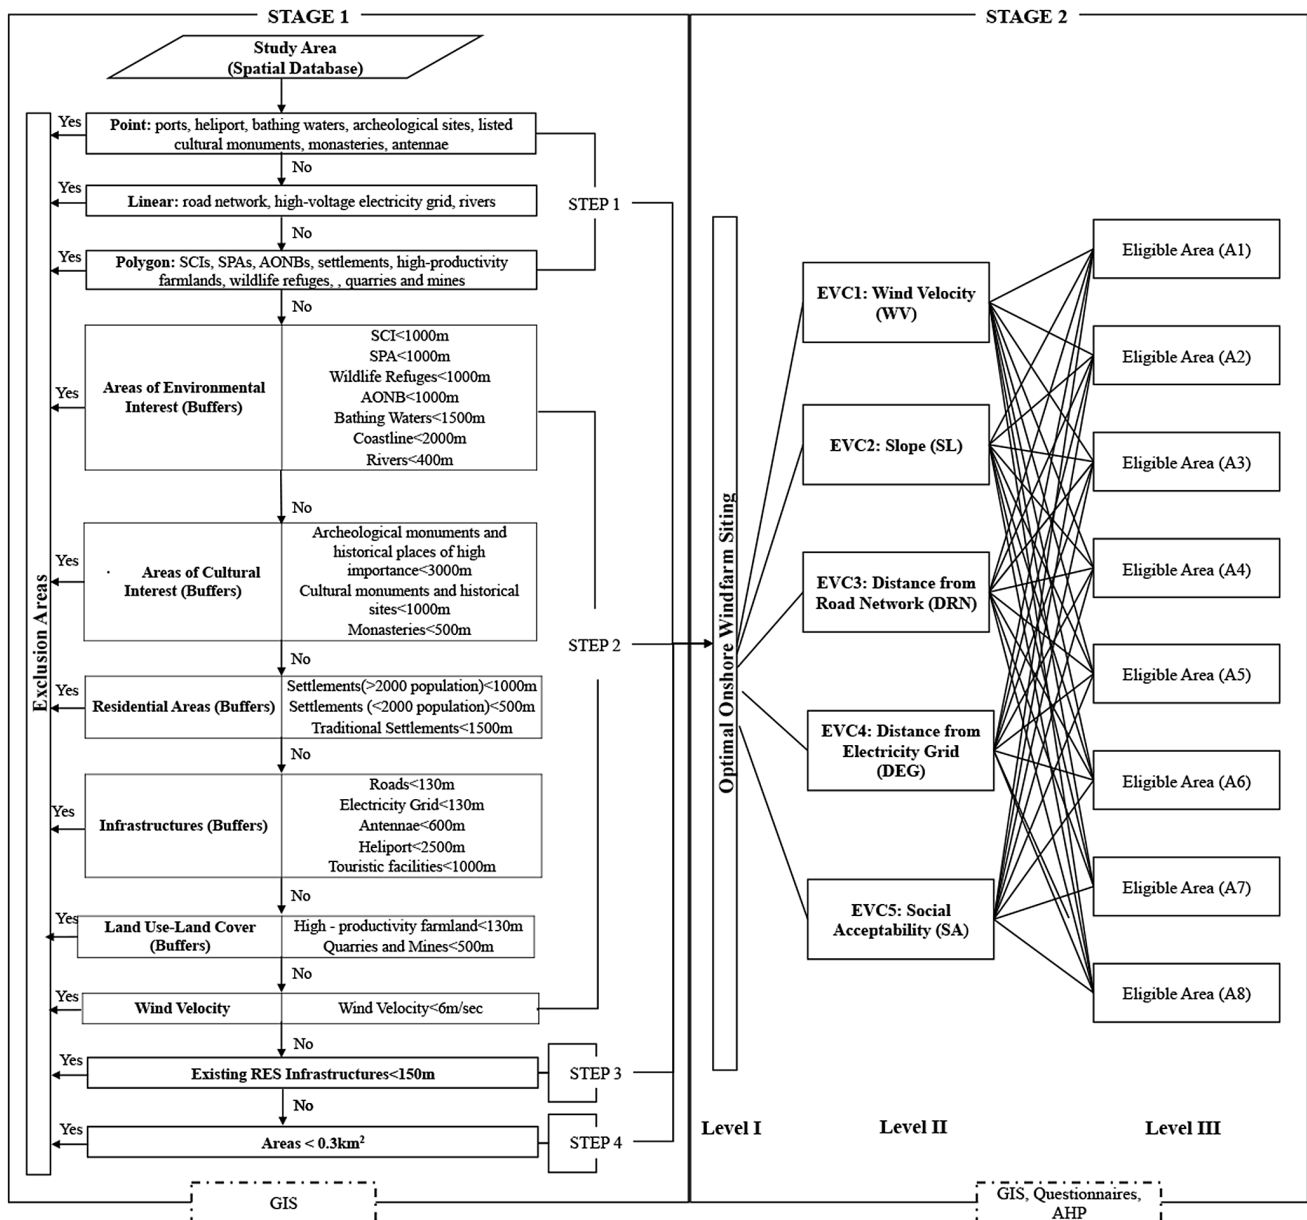 STAGE 1
Study Area
(Spatial Database)
Exclusion Areas
Yes
Point: ports, heliport, bathing waters, archeological sites, listed
cultural monuments, monasteries, antennae
No
Yes
Linear: road network, high-voltage electricity grid, rivers
No
Yes
Polygon: SCIs, SPAs, AONBs, settlements, high-productivity
farmlands, wildlife refuges, , quarries and mines
No
STEP 1
Yes
Areas of Environmental
Interest (Buffers)
SCI<1000m
SPA<1000m
Wildlife Refuges<1000m
AONB<1000m
Bathing Waters<1500m
Coastline<2000m
Rivers<400m
No
Yes
Areas of Cultural
Interest (Buffers)
Archeological monuments and
historical places of high
importance<3000m
Cultural monuments and historical
sites<1000m
Monasteries<500m
No
STEP 2
Yes
Residential Areas (Buffers)
Settlements(>2000 population)<1000m
Settlements (<2000 population)<500m
Traditional Settlements<1500m
No
Yes
Infrastructures (Buffers)
Roads<130m
Electricity Grid<130m
Antennae<600m
Heliport<2500m
Touristic facilities<1000m
No
Yes
Land Use-Land Cover
(Buffers)
High - productivity farmland<130m
Quarries and Mines<500m
No
Yes
Wind Velocity
Wind Velocity<6m/sec
No
Yes
Existing RES Infrastructures<150m
STEP 3
No
Yes
Areas < 0.3km²
STEP 4
GIS
STAGE 2
Optimal Onshore Windfarm Siting
EVC1: Wind Velocity
(WV)
EVC2: Slope (SL)
EVC3: Distance from
Road Network (DRN)
EVC4: Distance from
Electricity Grid
(DEG)
EVC5: Social
Acceptability (SA)
Eligible Area (A1)
Eligible Area (A2)
Eligible Area (A3)
Eligible Area (A4)
Eligible Area (A5)
Eligible Area (A6)
Eligible Area (A7)
Eligible Area (A8)
Level I
Level II
Level III
GIS, Questionnaires,
AHP